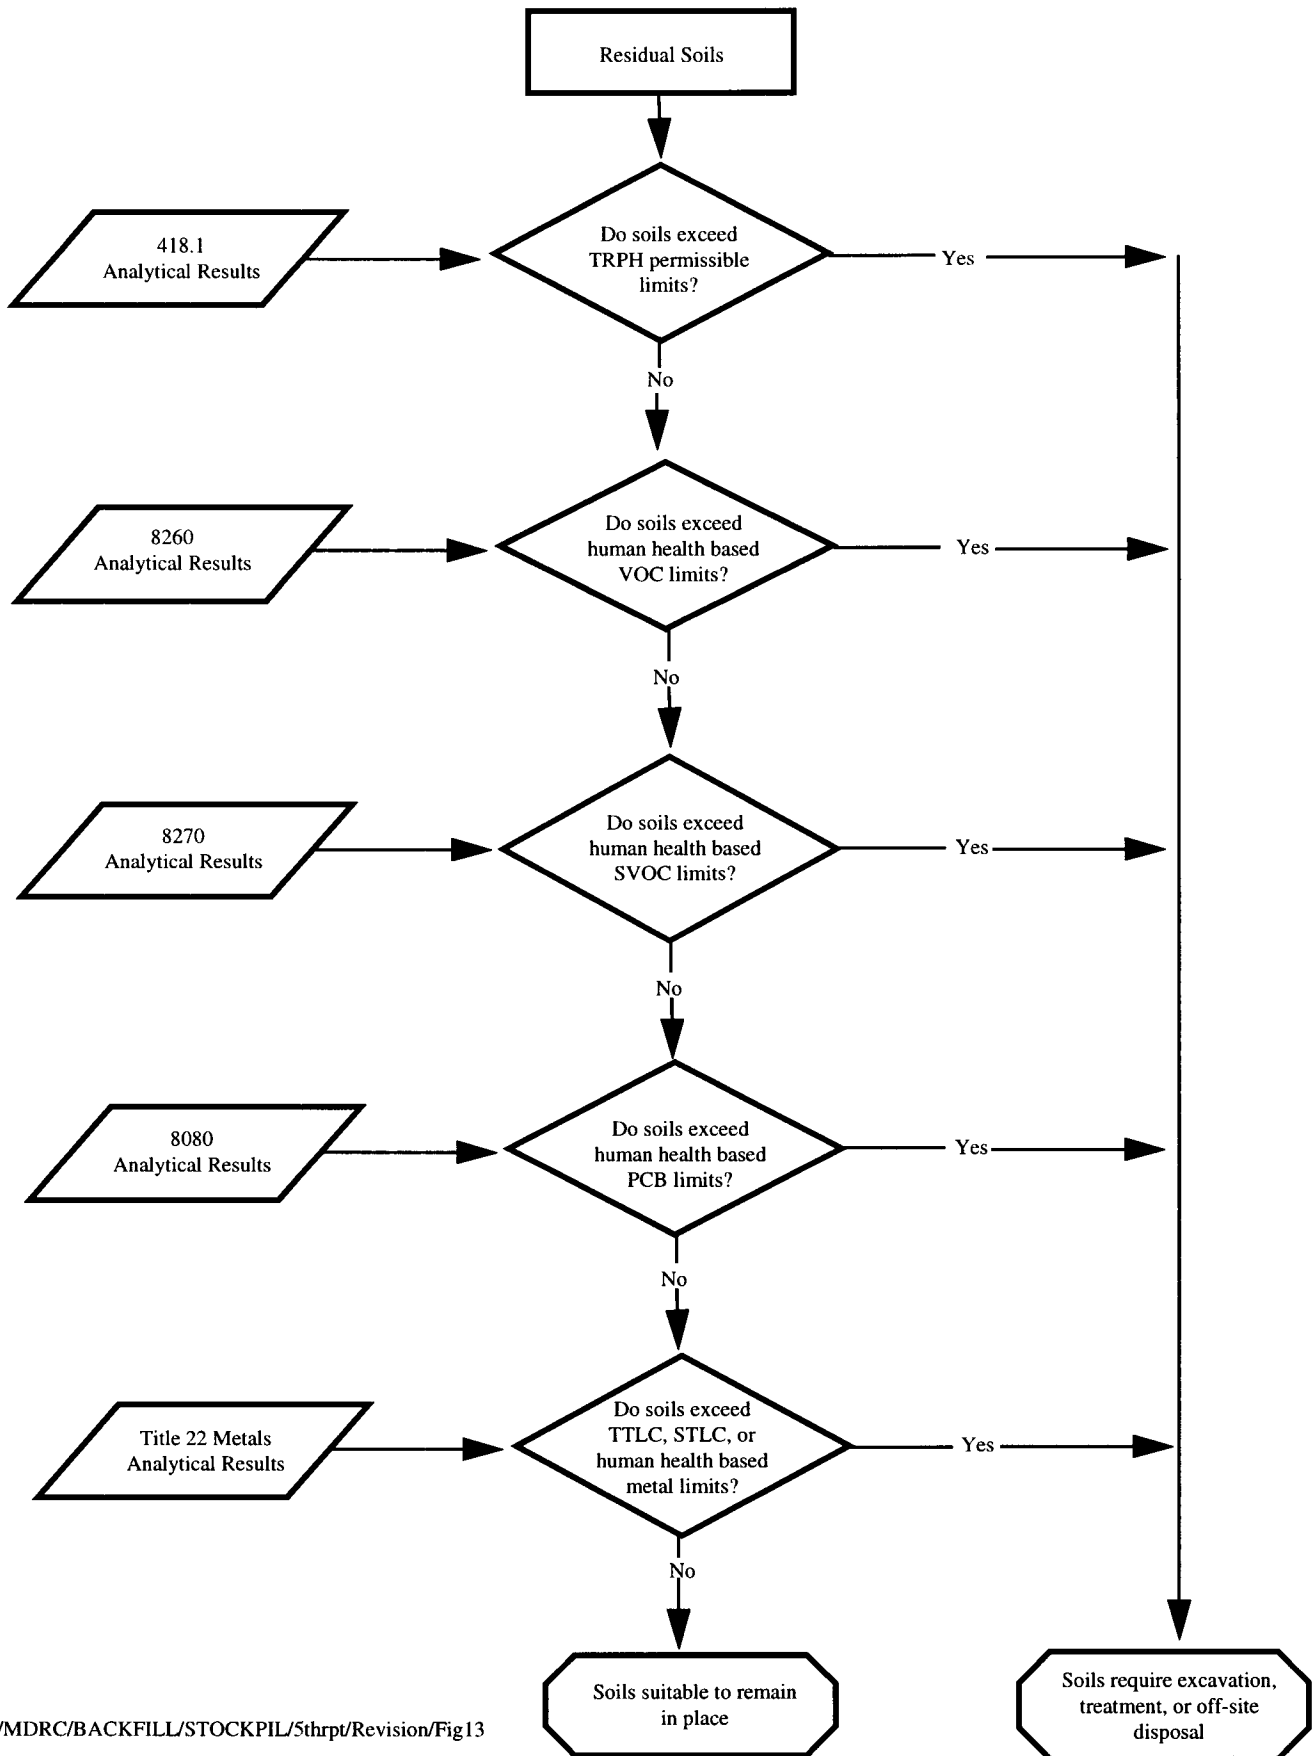 Residual Soils
418.1
Analytical Results
Do soils exceed
TRPH permissible
limits?
Yes
No
8260
Analytical Results
Do soils exceed
human health based
VOC limits?
Yes
No
8270
Analytical Results
Do soils exceed
human health based
SVOC limits?
Yes
No
8080
Analytical Results
Do soils exceed
human health based
PCB limits?
Yes
No
Title 22 Metals
Analytical Results
Do soils exceed
TTLC, STLC, or
human health based
metal limits?
Yes
No
Soils suitable to remain
in place
Soils require excavation,
treatment, or off-site
disposal
/MDRC/BACKFILL/STOCKPIL/5thrpt/Revision/Fig13